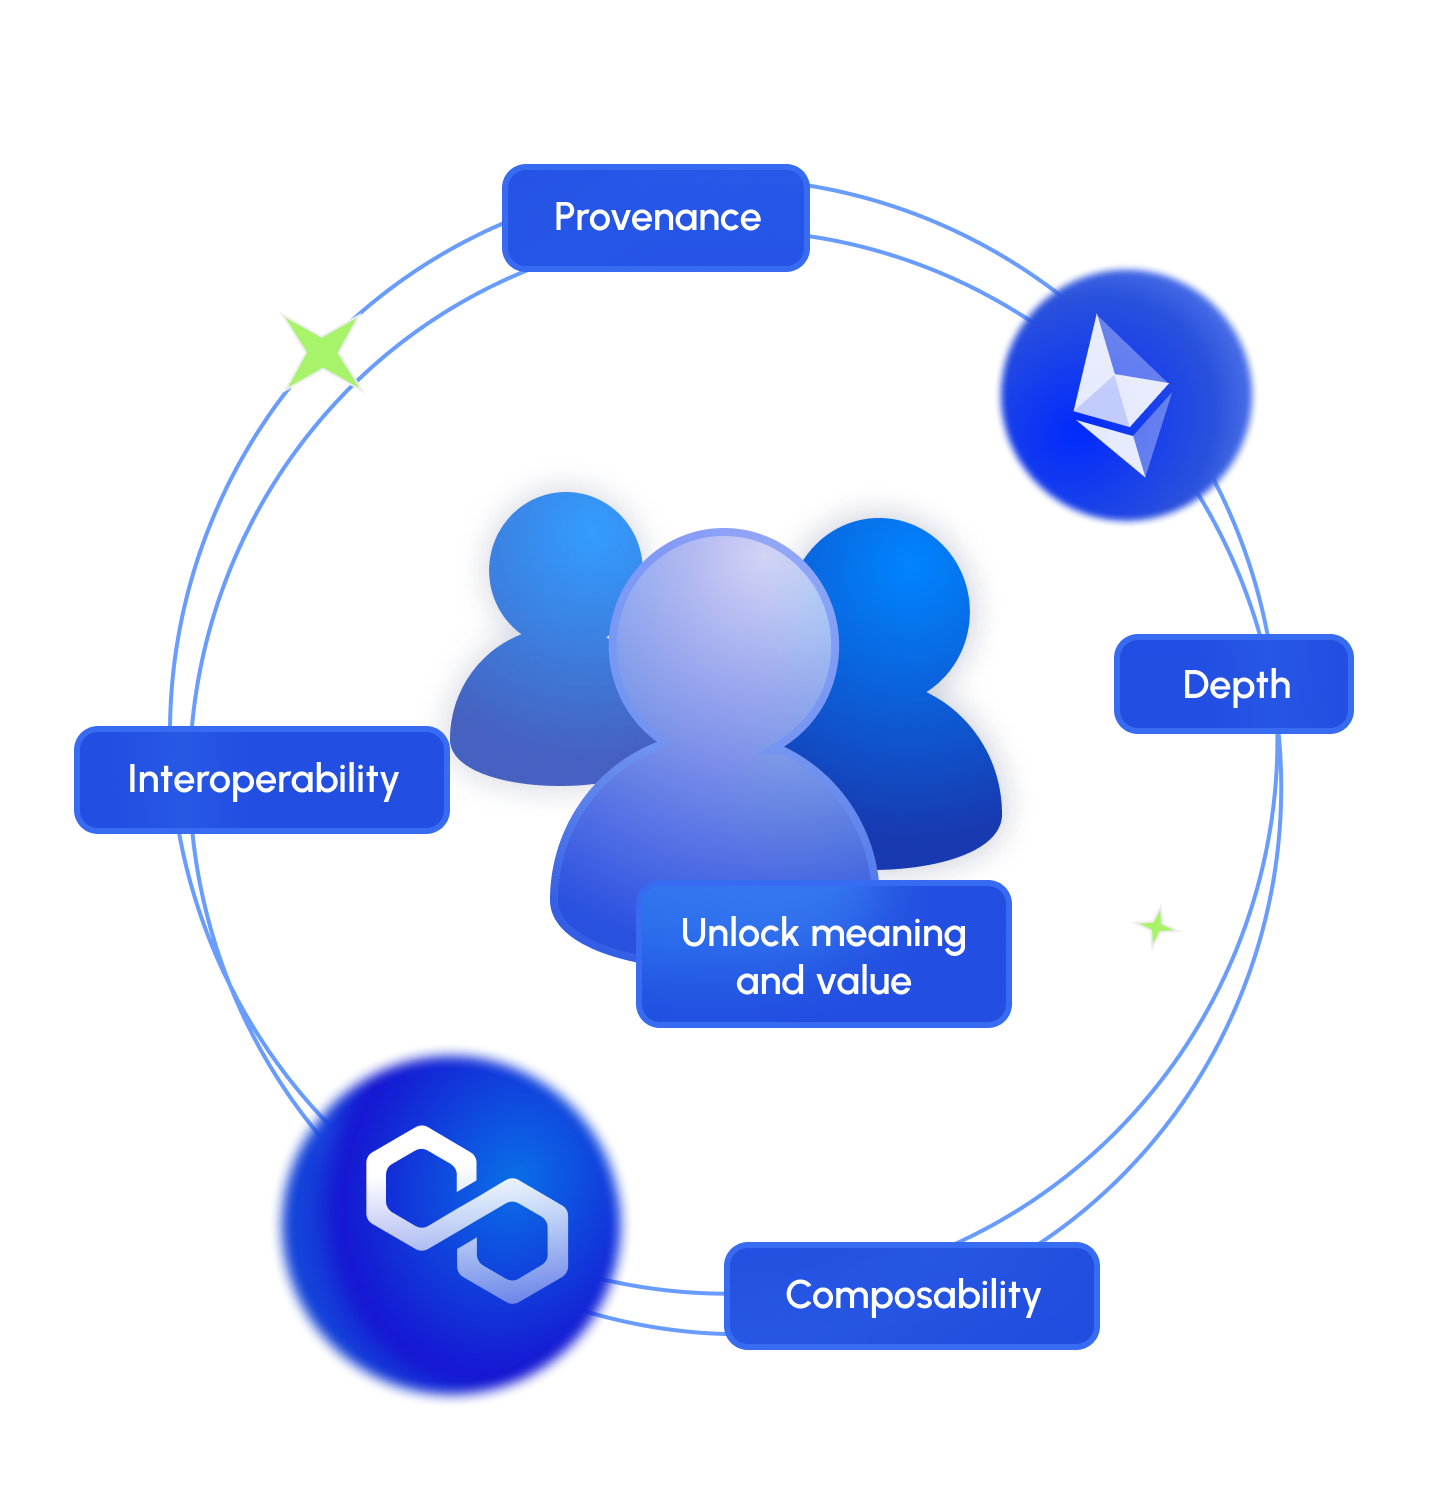 Provenance
Depth
Interoperability
Unlock meaning
and value
Composability